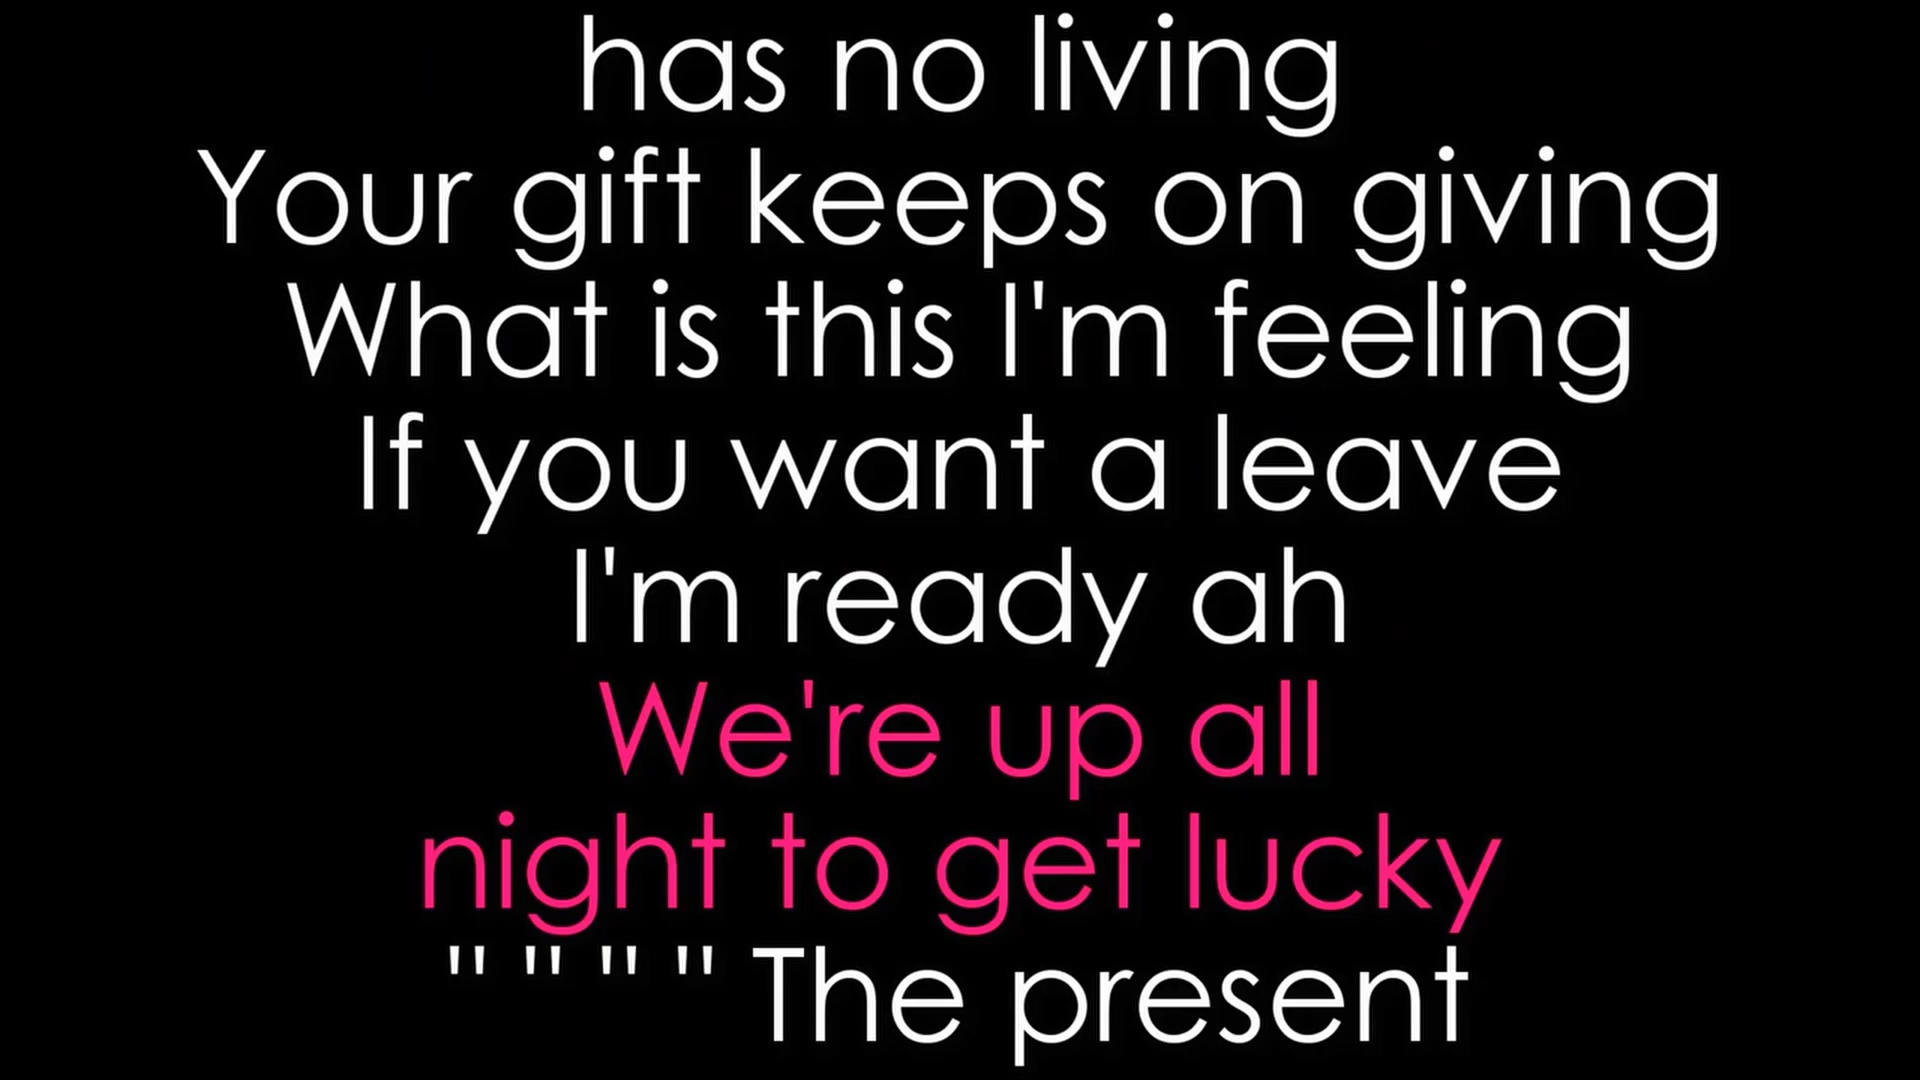 has no living
Your gift keeps on giving
What is this I'm feeling
If you want a leave
I'm ready ah
We're up all
night to get lucky
" " " " The present